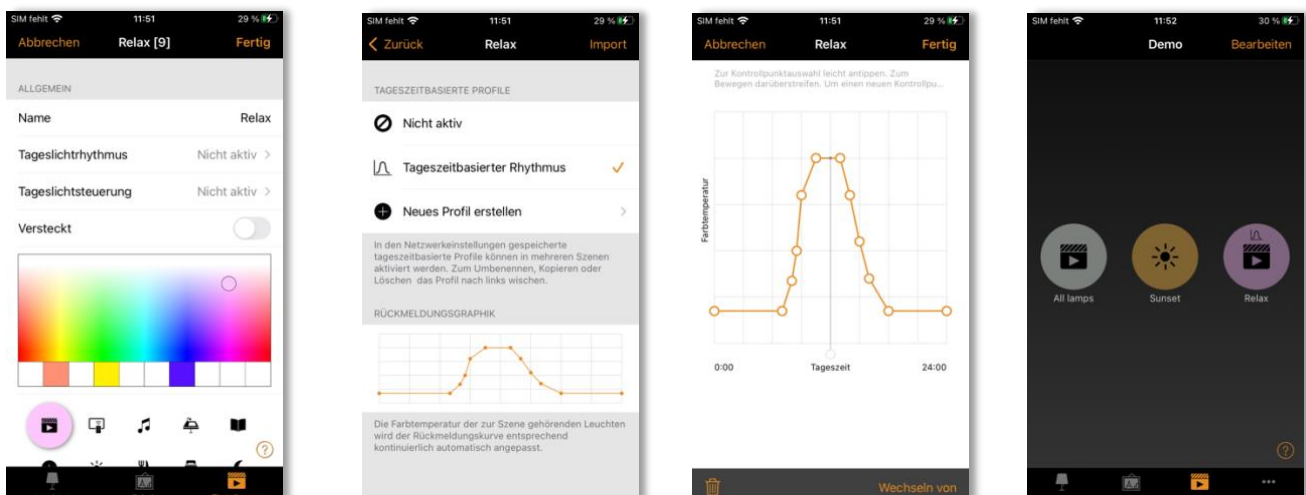 SIM fehlt 11:51 29 %
Abbrechen Relax [9] Fertig
ALLGEMEIN
Name Relax
Tageslichtrhythmus Nicht aktiv >
Tageslichtsteuerung Nicht aktiv >
Versteckt
?
SIM fehlt 11:51 29 %
Zurück Relax Import
TAGESZEITBASIERTE PROFILE
Nicht aktiv
Tageszeitbasierter Rhythmus
Neues Profil erstellen >
In den Netzwerkeinstellungen gespeicherte
tageszeitbasierte Profile können in mehreren Szenen
aktiviert werden. Zum Umbenennen, Kopieren oder
Löschen das Profil nach links wischen.
RÜCKMELDUNGSGRAPHIK
Die Farbtemperatur der zur Szene gehörenden Leuchten
wird der Rückmeldungskurve entsprechend
kontinuierlich automatisch angepasst.
SIM fehlt 11:51 29 %
Abbrechen Relax Fertig
Zur Kontrollpunktauswahl leicht antippen. Zum
Bewegen darüberstreifen. Um einen neuen Kontrollpu...
Farbtemperatur
0:00 Tageszeit 24:00
Wechseln von
SIM fehlt 11:52 30 %
Demo Bearbeiten
All lamps Sunset Relax
?